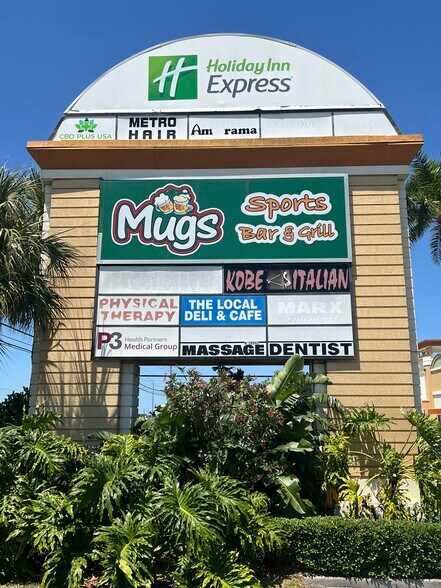 Holiday Inn
Express
CBD PLUS USA
METRO
HAIR
Am rama
Mugs
Sports
Bar & Grill
KOBE ITALIAN
PHYSICAL
THERAPY
THE LOCAL
DELI & CAFE
MARX
P3 Health Partners
Medical Group
MASSAGE
DENTIST